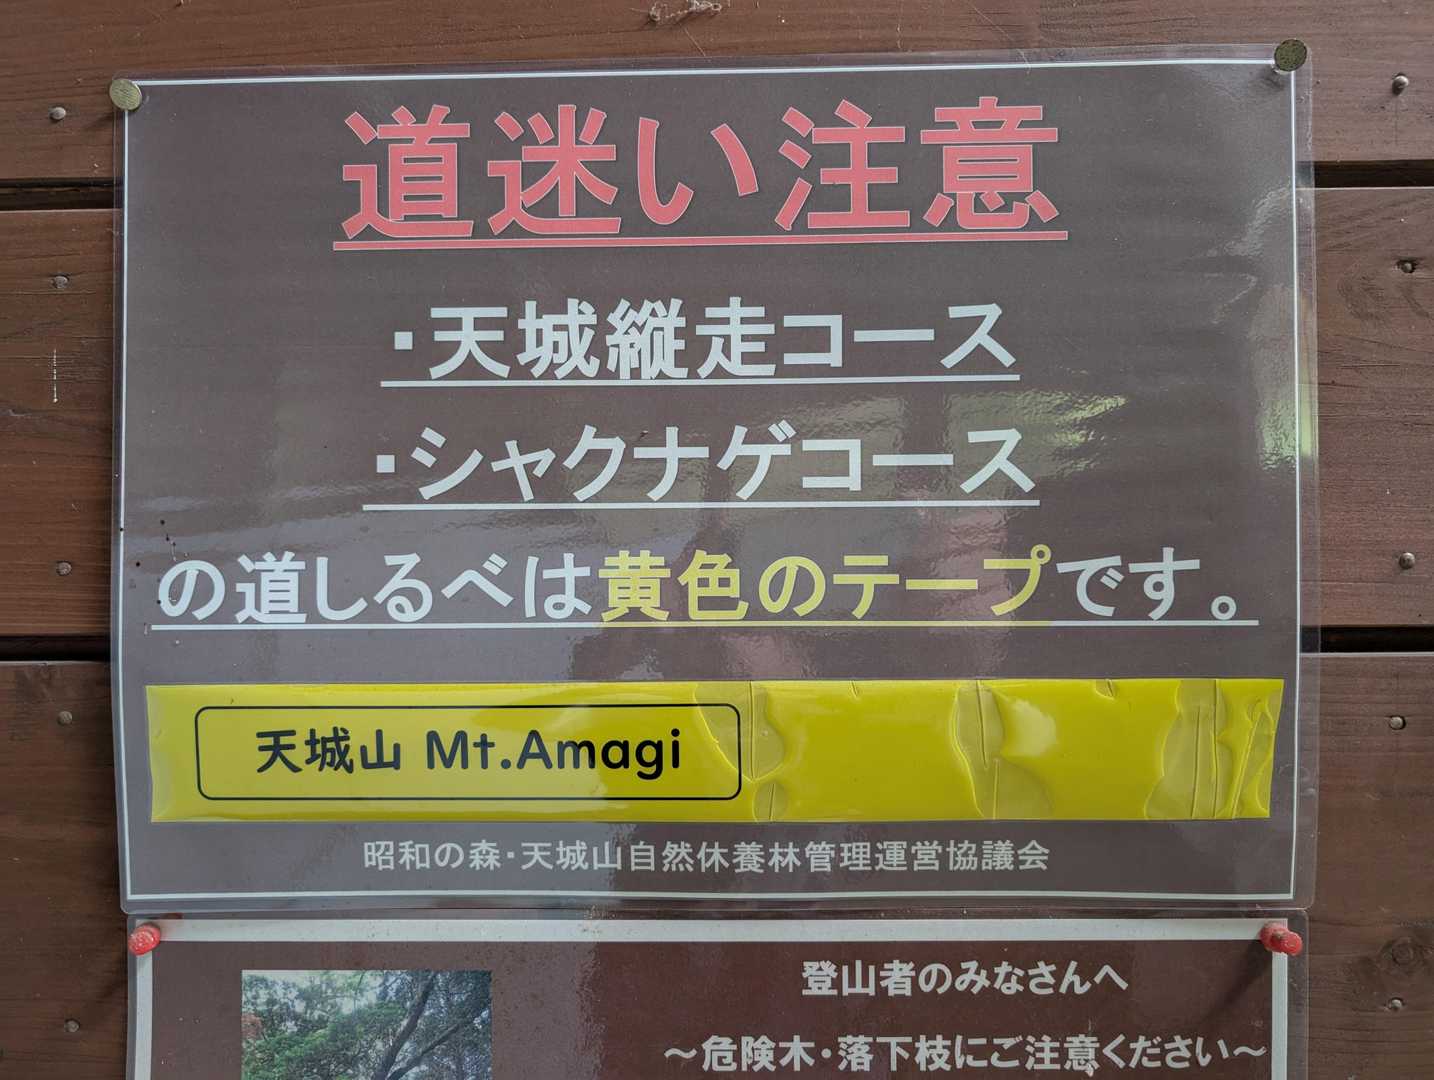 道迷い注意
・天城縦走コース
・シャクナゲコース
の道しるべは黄色のテープです。
天城山 Mt.Amagi
昭和の森・天城山自然休養林管理運営協議会
登山者のみなさんへ
～危険木・落下枝にご注意ください～